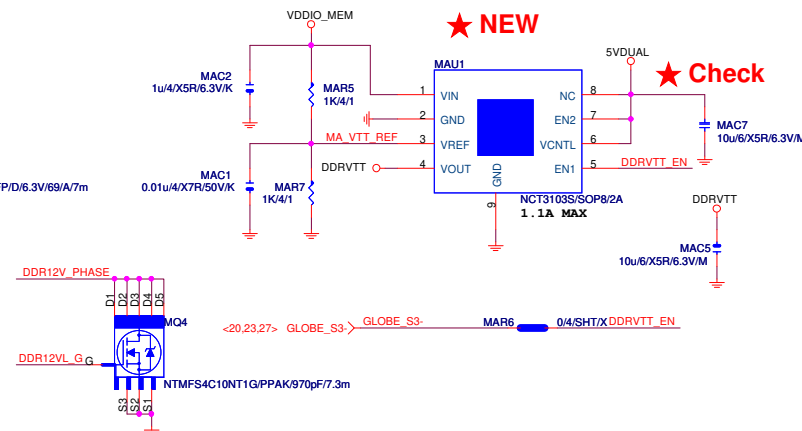 VDDIO_MEM
★ NEW
5VDUAL
★ Check
MAU1
MAC2
1u/4/X5R/6.3V/K
MAR5
1K/4/1
1 VIN NC 8
2 GND EN2 7
MA_VTT_REF 3 VREF VCNTL 6
DDRVTT 4 VOUT EN1 5 DDRVTT_EN
GND
9
MAC7
10u/6/X5R/6.3V/M
FP/D/6.3V/69/A/7m
MAC1
0.01u/4/X7R/50V/K
MAR7
1K/4/1
NCT3103S/SOP8/2A
1.1A MAX
DDRVTT
MAC5
10u/6/X5R/6.3V/M
DDR12V_PHASE
D1
D2
D3
D4
D5
MQ4
<20,23,27> GLOBE_S3- GLOBE_S3- MAR6 0/4/SHT/X DDRVTT_EN
DDR12VL_G G
NTMFS4C10NT1G/PPAK/970pF/7.3m
S3
S2
S1